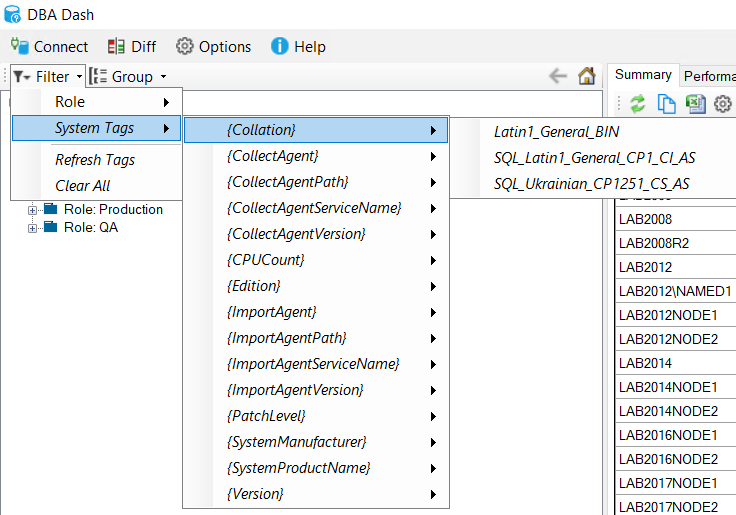 DBA Dash
Connect Diff Options Help
Filter Group
Summary Performa
Role
System Tags
Refresh Tags
Clear All
Role: Production
Role: QA
{Collation}
{CollectAgent}
{CollectAgentPath}
{CollectAgentServiceName}
{CollectAgentVersion}
{CPUCount}
{Edition}
{ImportAgent}
{ImportAgentPath}
{ImportAgentServiceName}
{ImportAgentVersion}
{PatchLevel}
{SystemManufacturer}
{SystemProductName}
{Version}
Latin1_General_BIN
SQL_Latin1_General_CP1_CI_AS
SQL_Ukrainian_CP1251_CS_AS
LAB2008
LAB2008R2
LAB2012
LAB2012\NAMED1
LAB2012NODE1
LAB2012NODE2
LAB2014
LAB2014NODE1
LAB2014NODE2
LAB2016NODE1
LAB2016NODE2
LAB2017NODE1
LAB2017NODE2